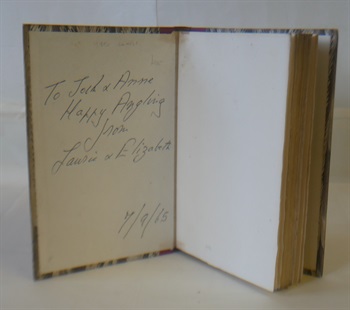 To Jack & Anne
Happy Angling
from
Laurie & Elizabeth
7/9/65